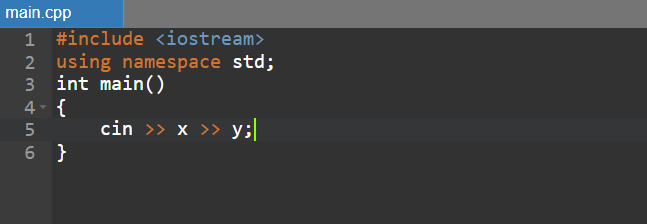 main.cpp
1 #include <iostream>
2 using namespace std;
3 int main()
4 {
5     cin >> x >> y;
6 }